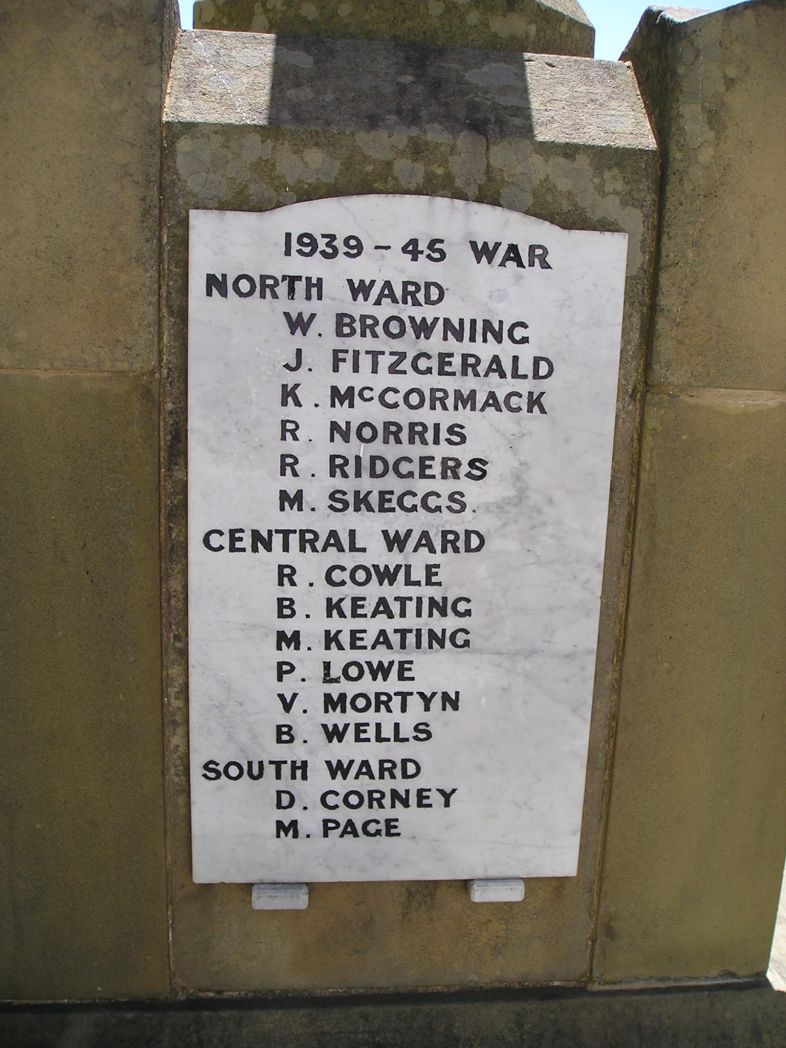 1939 - 45 WAR
NORTH WARD
W. BROWNING
J. FITZGERALD
K. McCORMACK
R. NORRIS
R. RIDGERS
M. SKEGGS.
CENTRAL WARD
R. COWLE
B. KEATING
M. KEATING
P. LOWE
V. MORTYN
B. WELLS
SOUTH WARD
D. CORNEY
M. PAGE